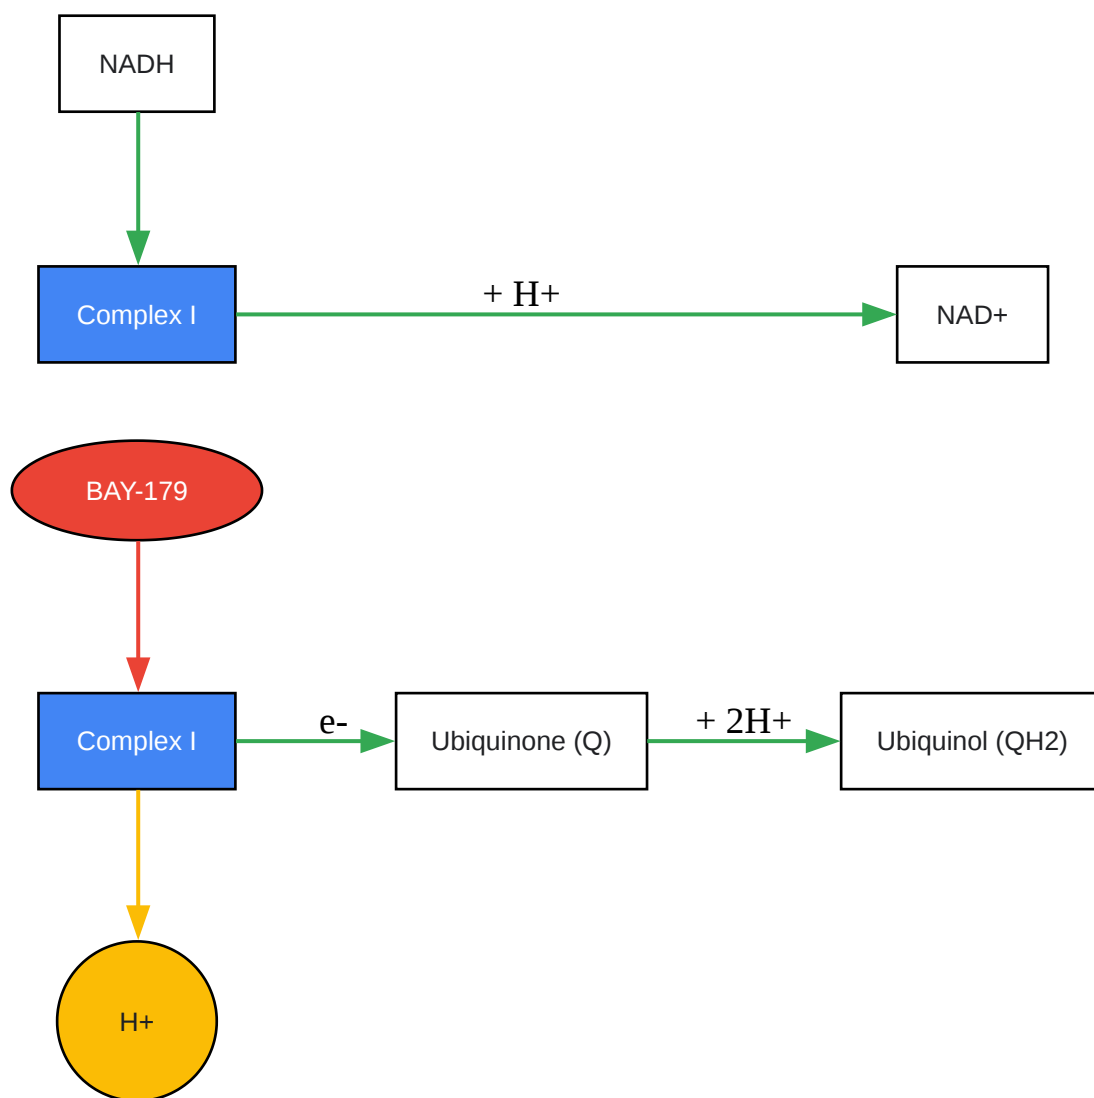 NADH
+ H+
Complex I
NAD+
BAY-179
e-
+ 2H+
Complex I
Ubiquinone (Q)
Ubiquinol (QH2)
H+